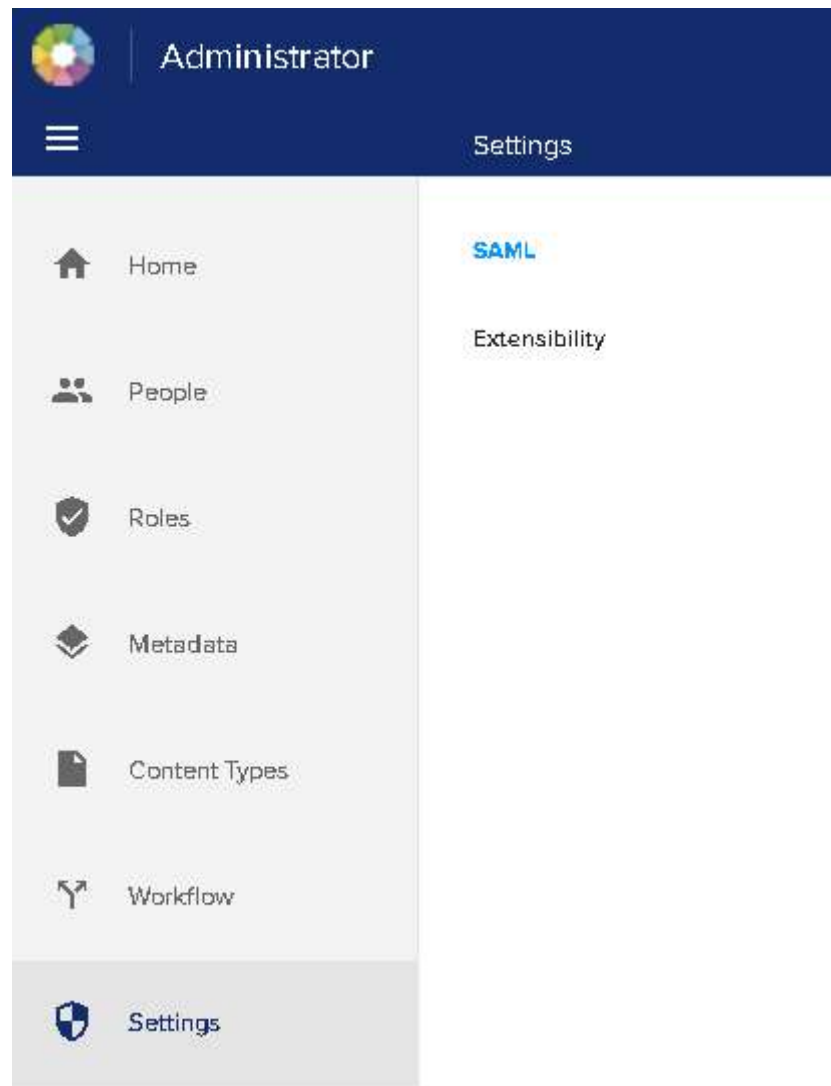 Administrator
Settings
SAML
Extensibility
Home
People
Roles
Metadata
Content Types
Workflow
Settings